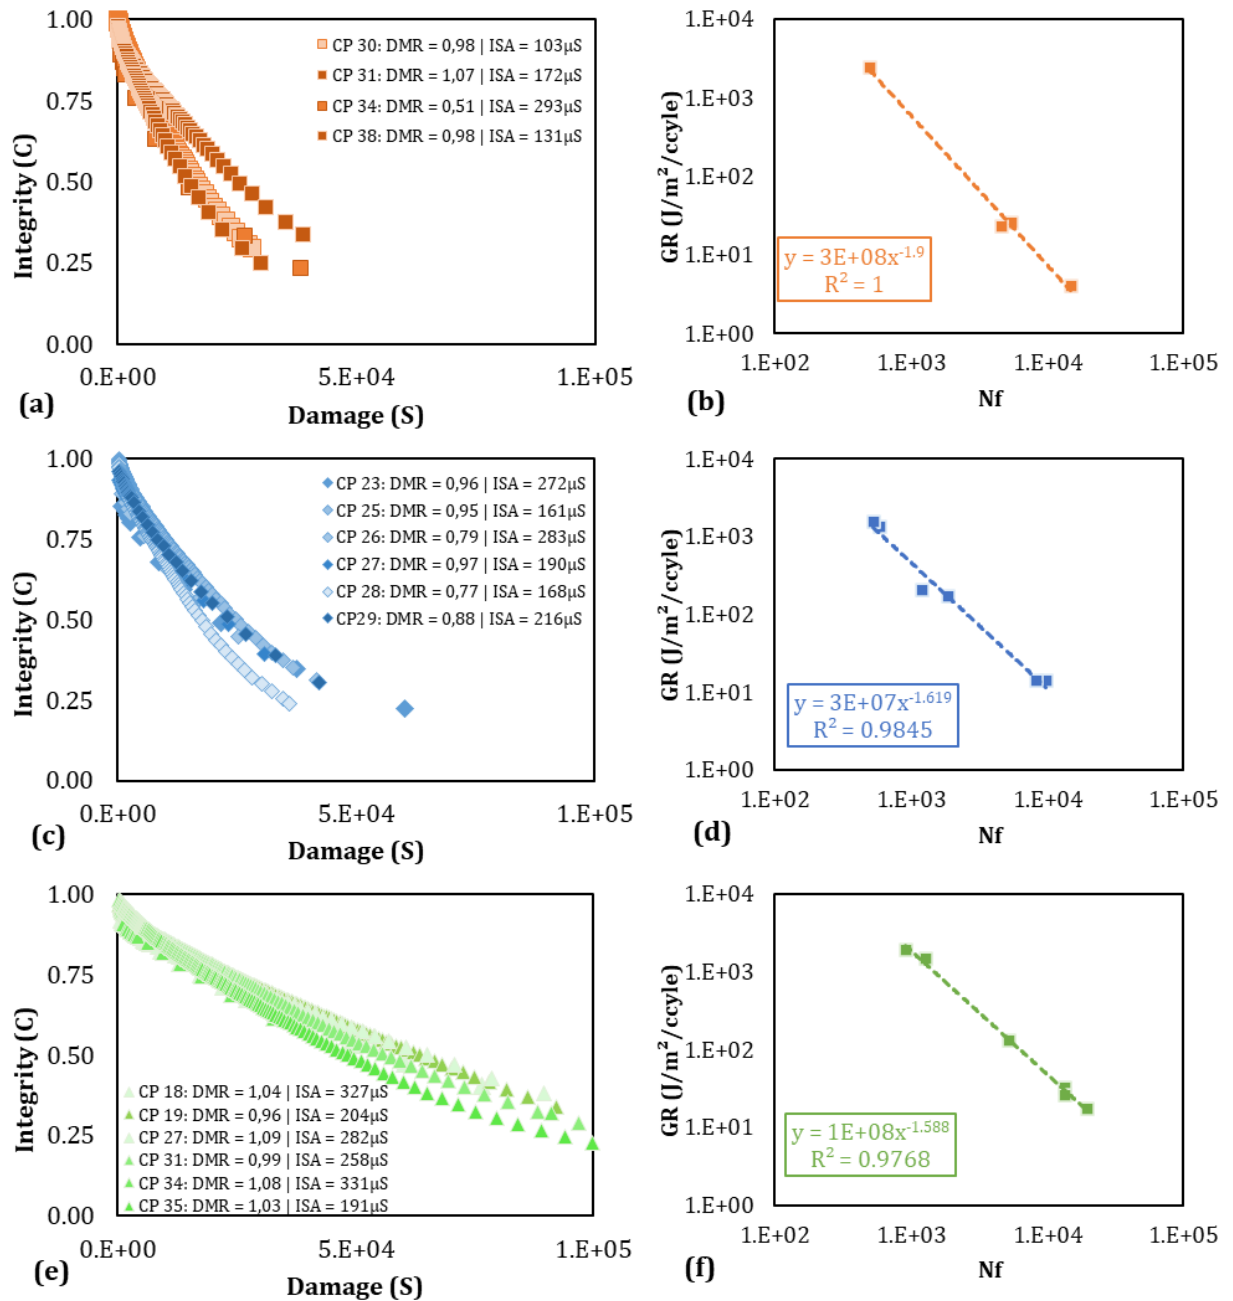 1.00
0.75
0.50
0.25
0.00
Integrity (C)
CP 30: DMR = 0,98 | ISA = 103µS
CP 31: DMR = 1,07 | ISA = 172µS
CP 34: DMR = 0,51 | ISA = 293µS
CP 38: DMR = 0,98 | ISA = 131µS
0.E+00 5.E+04 1.E+05
Damage (S)
(a)
1.E+04
1.E+03
1.E+02
1.E+01
1.E+00
GR (J/m²/ccyle)
y = 3E+08x^-1.9
R² = 1
1.E+02 1.E+03 1.E+04 1.E+05
Nf
(b)
1.00
0.75
0.50
0.25
0.00
Integrity (C)
CP 23: DMR = 0,96 | ISA = 272µS
CP 25: DMR = 0,95 | ISA = 161µS
CP 26: DMR = 0,79 | ISA = 283µS
CP 27: DMR = 0,97 | ISA = 190µS
CP 28: DMR = 0,77 | ISA = 168µS
CP29: DMR = 0,88 | ISA = 216µS
0.E+00 5.E+04 1.E+05
Damage (S)
(c)
1.E+04
1.E+03
1.E+02
1.E+01
1.E+00
GR (J/m²/ccyle)
y = 3E+07x^-1.619
R² = 0.9845
1.E+02 1.E+03 1.E+04 1.E+05
Nf
(d)
1.00
0.75
0.50
0.25
0.00
Integrity (C)
CP 18: DMR = 1,04 | ISA = 327µS
CP 19: DMR = 0,96 | ISA = 204µS
CP 27: DMR = 1,09 | ISA = 282µS
CP 31: DMR = 0,99 | ISA = 258µS
CP 34: DMR = 1,08 | ISA = 331µS
CP 35: DMR = 1,03 | ISA = 191µS
0.E+00 5.E+04 1.E+05
Damage (S)
(e)
1.E+04
1.E+03
1.E+02
1.E+01
1.E+00
GR (J/m²/ccyle)
y = 1E+08x^-1.588
R² = 0.9768
1.E+02 1.E+03 1.E+04 1.E+05
Nf
(f)